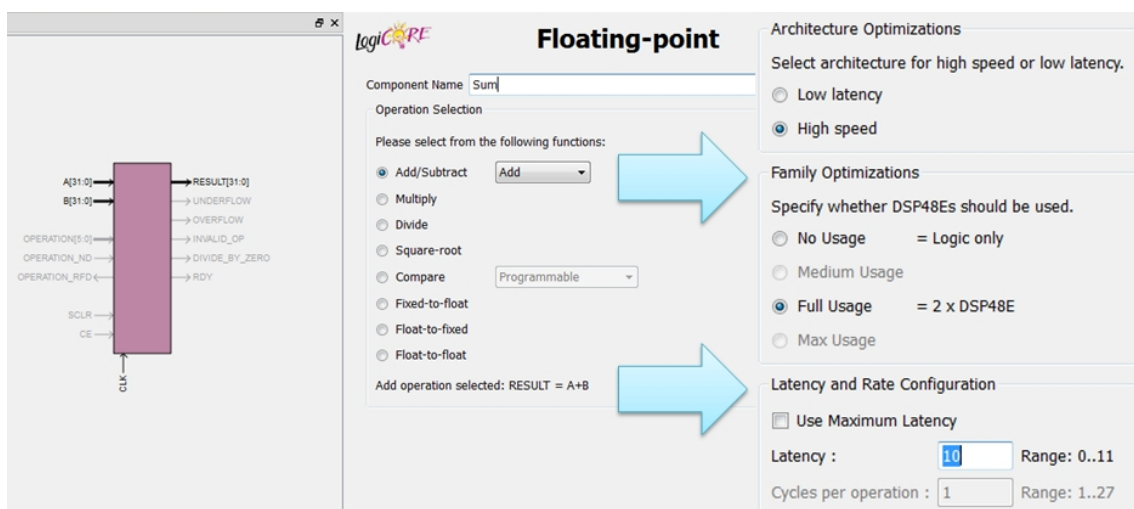 A[31:0]
B[31:0]
OPERATION[5:0]
OPERATION_ND
OPERATION_RFD
SCLR
CE
CLK
RESULT[31:0]
UNDERFLOW
OVERFLOW
INVALID_OP
DIVIDE_BY_ZERO
RDY
LogiCORE
Floating-point
Component Name Sum
Operation Selection
Please select from the following functions:
Add/Subtract Add
Multiply
Divide
Square-root
Compare Programmable
Fixed-to-float
Float-to-fixed
Float-to-float
Add operation selected: RESULT = A+B
Architecture Optimizations
Select architecture for high speed or low latency.
Low latency
High speed
Family Optimizations
Specify whether DSP48Es should be used.
No Usage = Logic only
Medium Usage
Full Usage = 2 x DSP48E
Max Usage
Latency and Rate Configuration
Use Maximum Latency
Latency : 10 Range: 0..11
Cycles per operation : 1 Range: 1..27